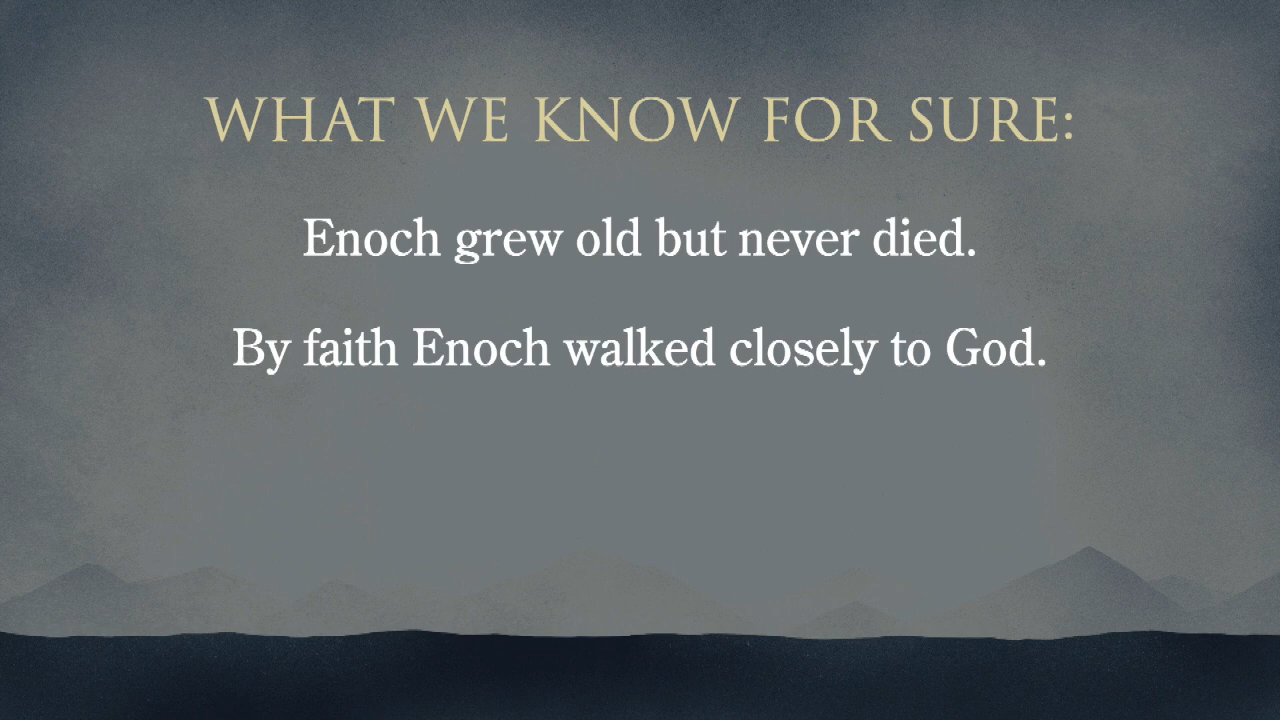 WHAT WE KNOW FOR SURE:
Enoch grew old but never died.
By faith Enoch walked closely to God.